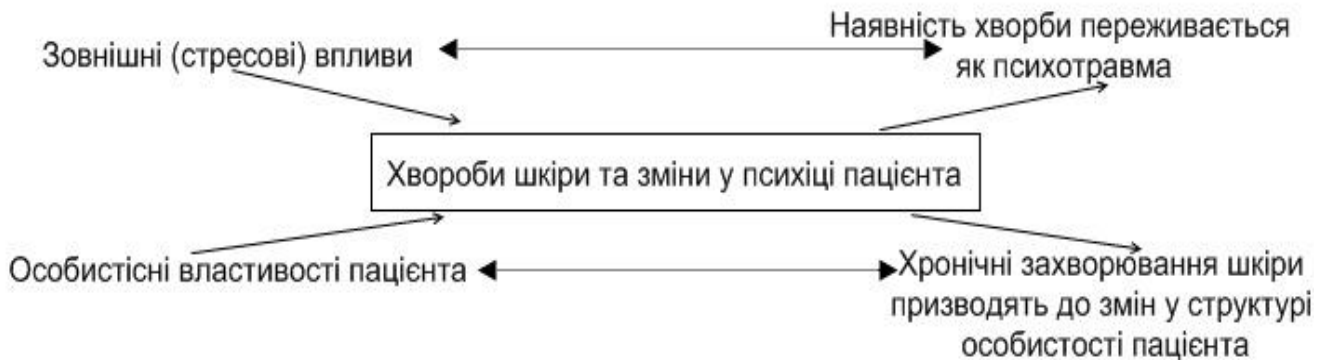 Зовнішні (стресові) впливи
Наявність хворби переживається
як психотравма
Хвороби шкіри та зміни у психіці пацієнта
Особистісні властивості пацієнта
Хронічні захворювання шкіри
призводять до змін у структурі
особистості пацієнта